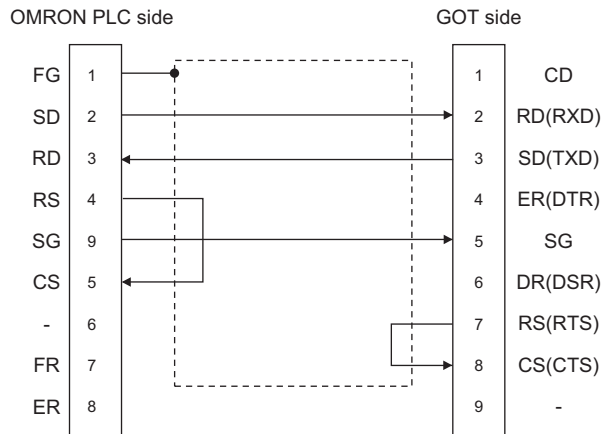 OMRON PLC side GOT side
FG 1 1 CD
SD 2 2 RD(RXD)
RD 3 3 SD(TXD)
RS 4 4 ER(DTR)
SG 9 5 SG
CS 5 6 DR(DSR)
- 6 7 RS(RTS)
FR 7 8 CS(CTS)
ER 8 9 -